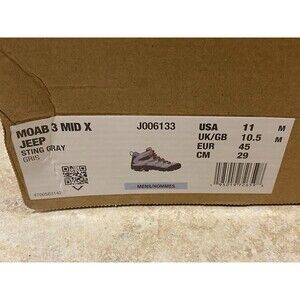 MOAB 3 MID X
JEEP
STING GRAY
GRIS
J006133
USA 11 M
UK/GB 10.5 M
EUR 45
CM 29
MENS/HOMMES